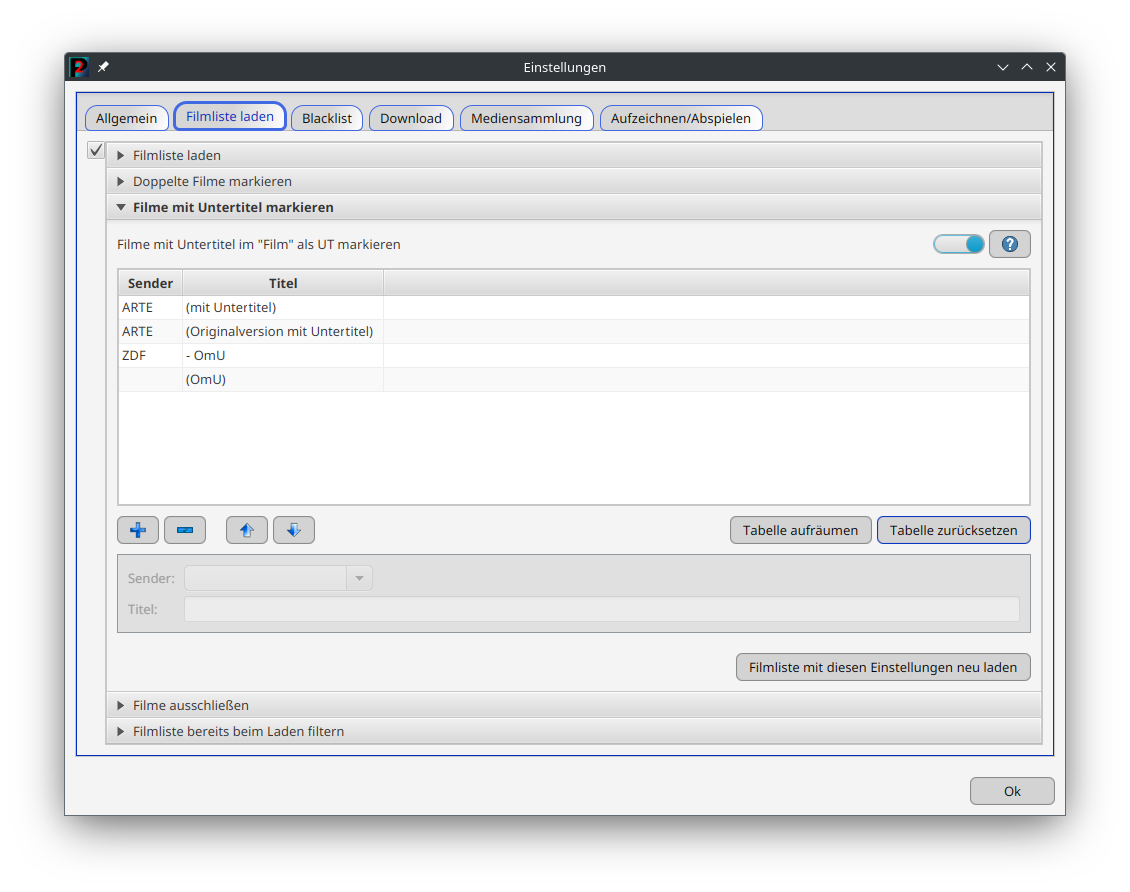 Einstellungen
Allgemein Filmliste laden Blacklist Download Mediensammlung Aufzeichnen/Abspielen
Filmliste laden
Doppelte Filme markieren
Filme mit Untertitel markieren
Filme mit Untertitel im "Film" als UT markieren
Sender Titel
ARTE (mit Untertitel)
ARTE (Originalversion mit Untertitel)
ZDF - OmU
(OmU)
Tabelle aufräumen Tabelle zurücksetzen
Sender:
Titel:
Filmliste mit diesen Einstellungen neu laden
Filme ausschließen
Filmliste bereits beim Laden filtern
Ok